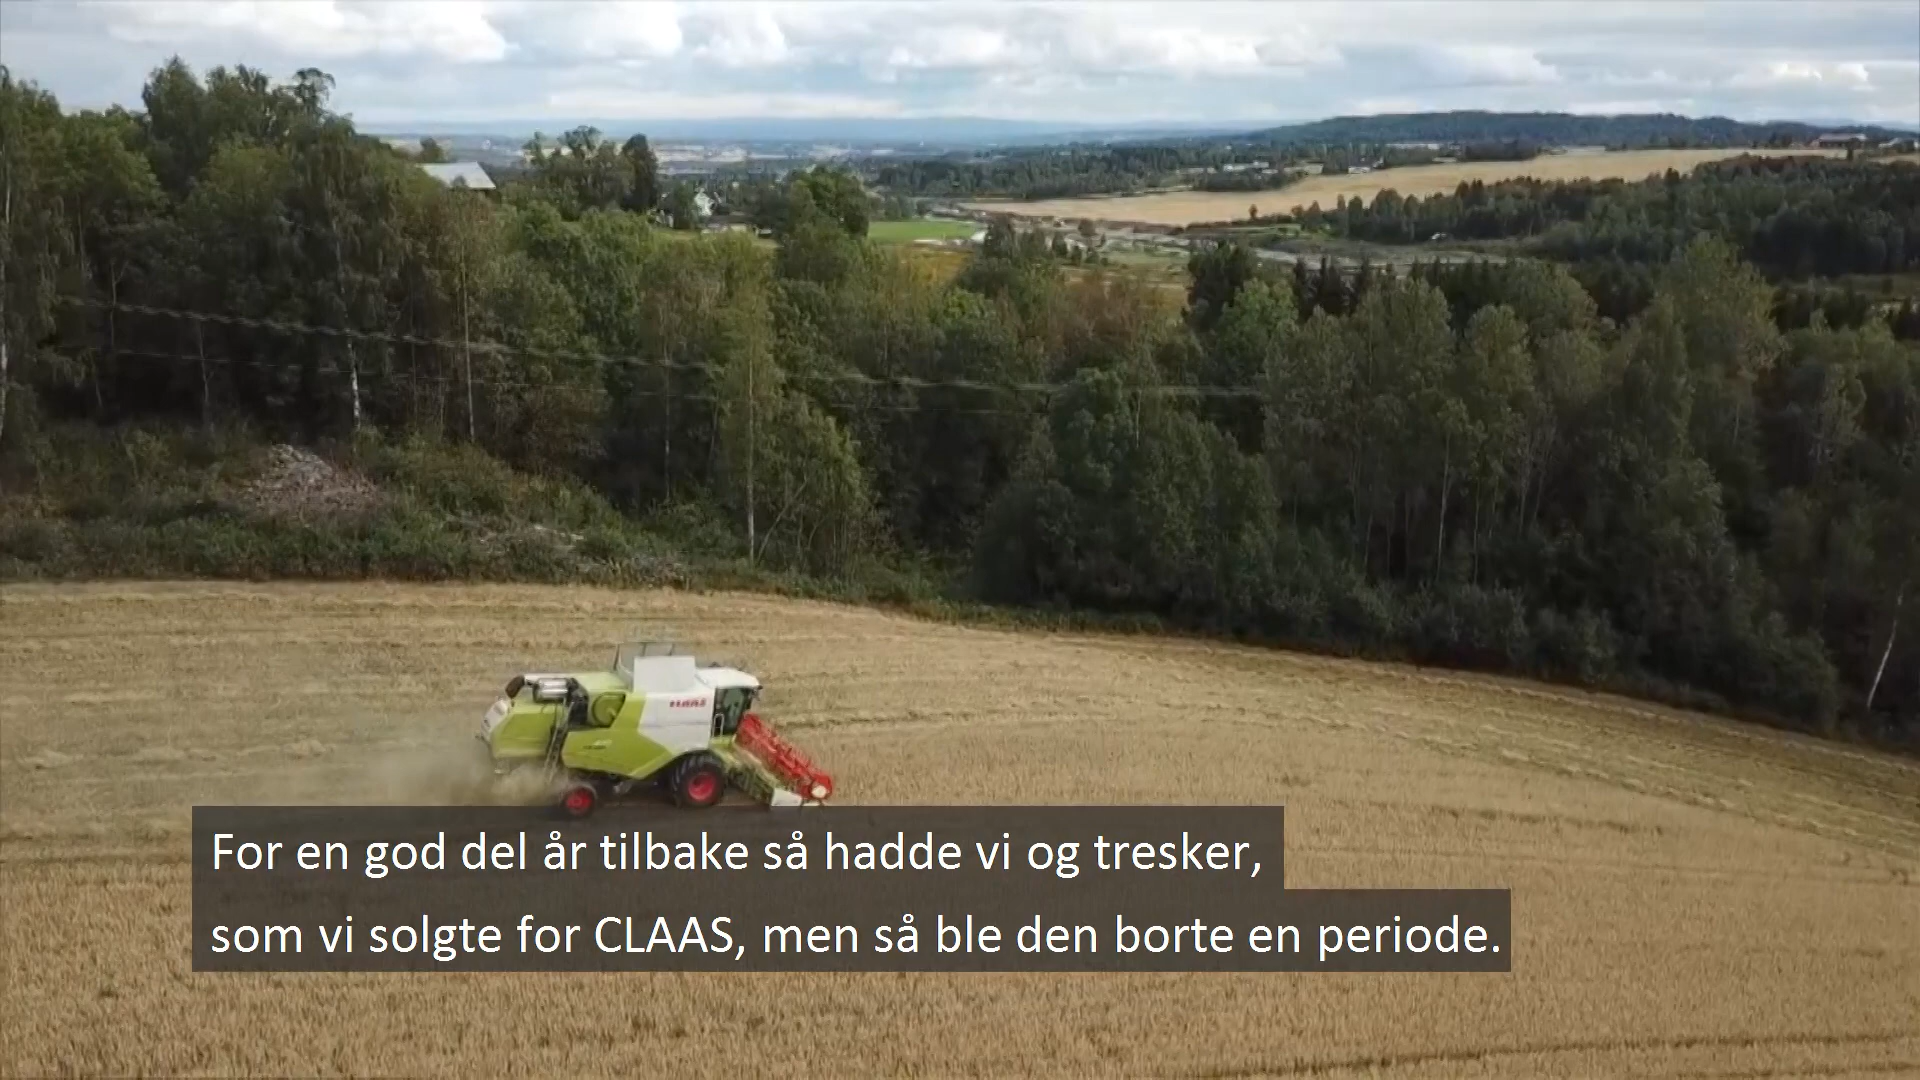 CLAAS
For en god del år tilbake så hadde vi og tresker,
som vi solgte for CLAAS, men så ble den borte en periode.